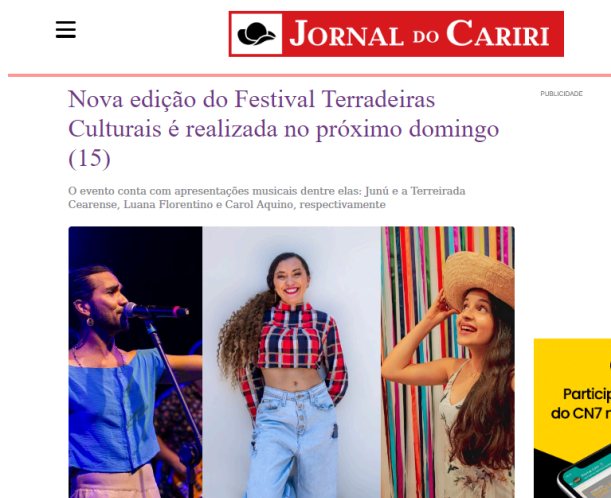 JORNAL DO CARIRI
Nova edição do Festival Terradeiras
Culturais é realizada no próximo domingo
(15)
PUBLICIDADE
O evento conta com apresentações musicais dentre elas: Junú e a Terreirada
Cearense, Luana Florentino e Carol Aquino, respectivamente
do CN7